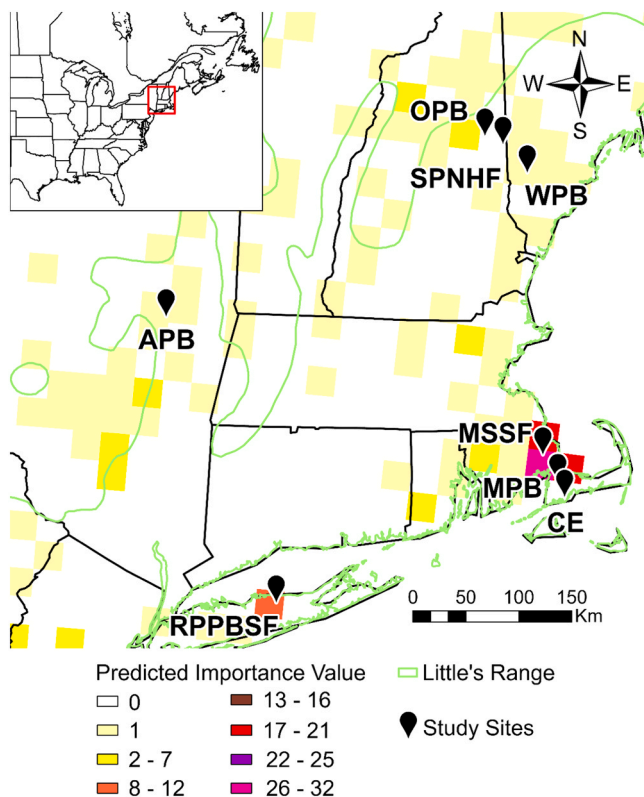 N
W E
S
OPB
SPNHF
WPB
APB
MSSF
MPB
CE
RPPBSF
0 50 100 150
Km
Predicted Importance Value
0
1
2 - 7
8 - 12
13 - 16
17 - 21
22 - 25
26 - 32
Little's Range
Study Sites